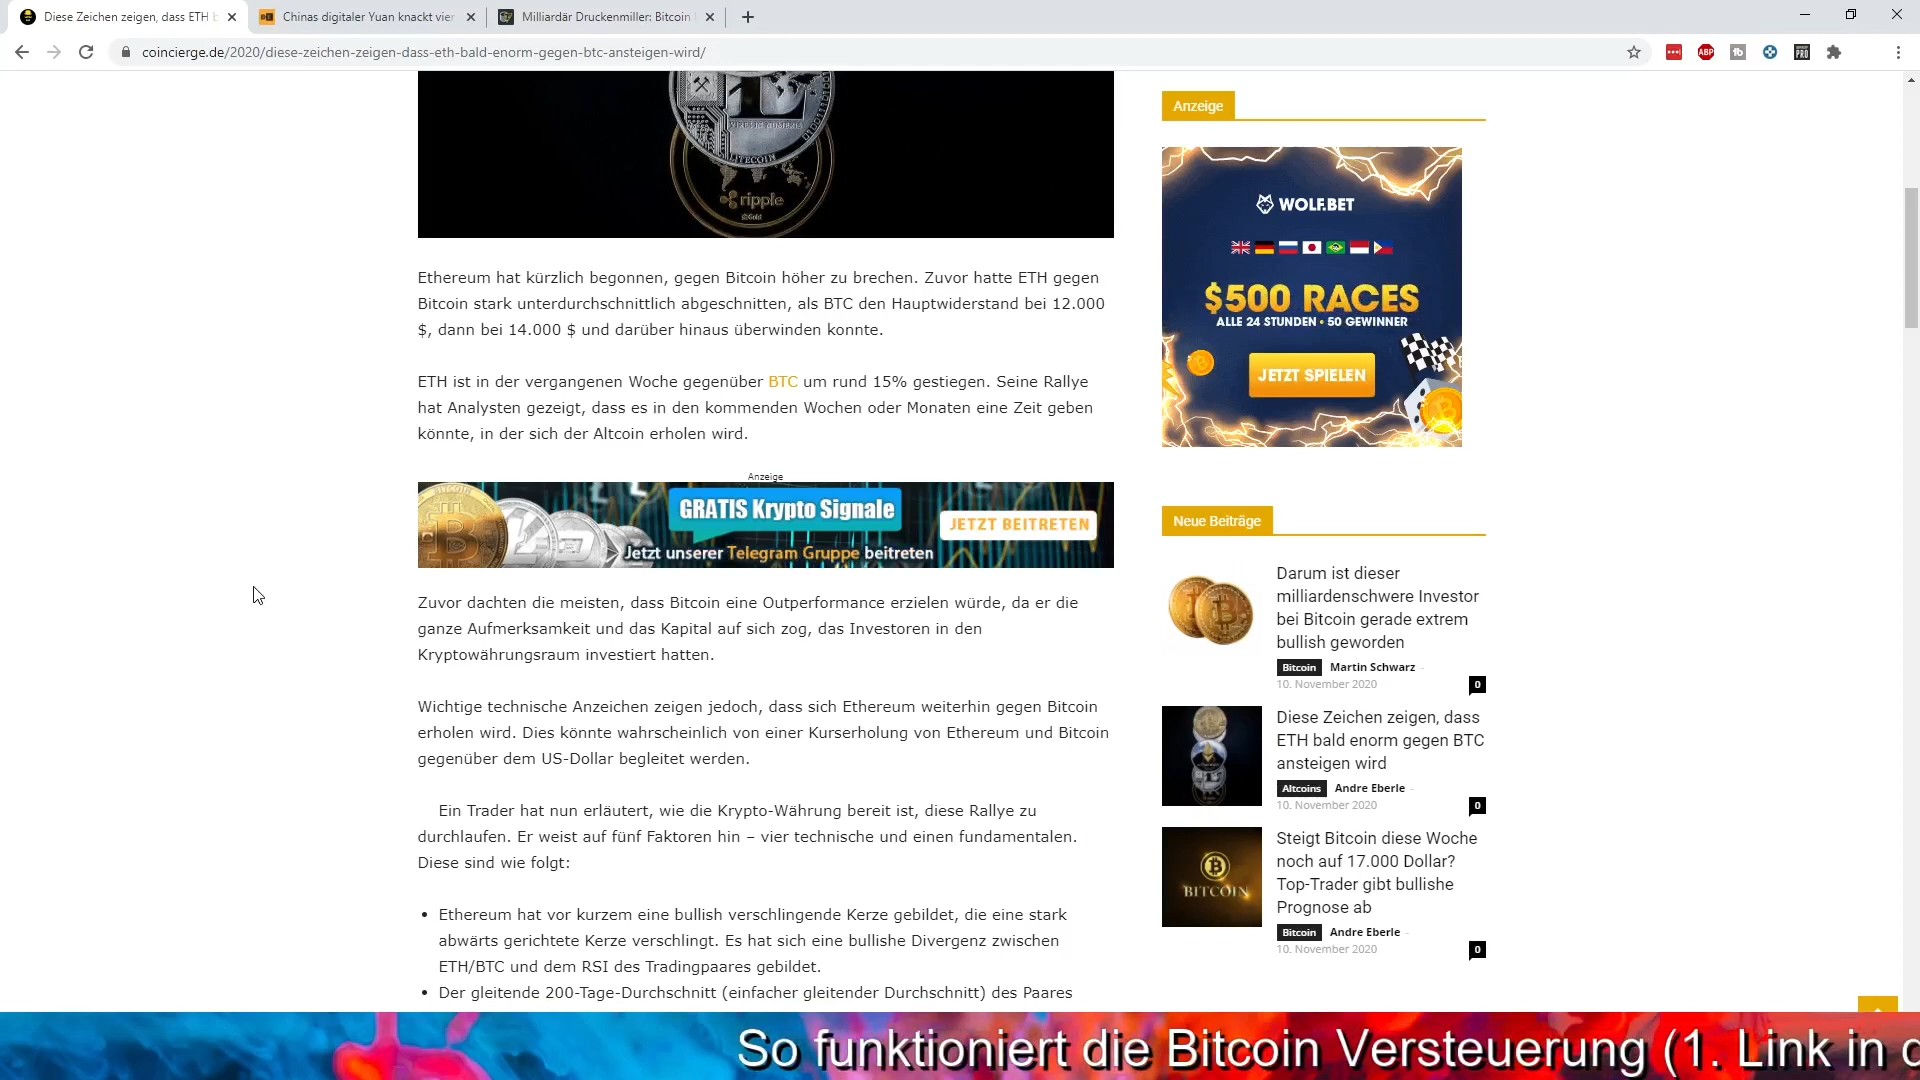 Diese Zeichen zeigen, dass ETH b
Chinas digitaler Yuan knackt vier
Milliardär Druckenmiller: Bitcoin
coincierge.de/2020/diese-zeichen-zeigen-dass-eth-bald-enorm-gegen-btc-ansteigen-wird/
ABP
PRO
VIRES IN NUMERIS
LITECOIN
ripple
Ethereum hat kürzlich begonnen, gegen Bitcoin höher zu brechen. Zuvor hatte ETH gegen
Bitcoin stark unterdurchschnittlich abgeschnitten, als BTC den Hauptwiderstand bei 12.000
$, dann bei 14.000 $ und darüber hinaus überwinden konnte.
ETH ist in der vergangenen Woche gegenüber BTC um rund 15% gestiegen. Seine Rallye
hat Analysten gezeigt, dass es in den kommenden Wochen oder Monaten eine Zeit geben
könnte, in der sich der Altcoin erholen wird.
Anzeige
BITCOIN
GRATIS Krypto Signale
JETZT BEITRETEN
Jetzt unserer Telegram Gruppe beitreten
Zuvor dachten die meisten, dass Bitcoin eine Outperformance erzielen würde, da er die
ganze Aufmerksamkeit und das Kapital auf sich zog, das Investoren in den
Kryptowährungsraum investiert hatten.
Wichtige technische Anzeichen zeigen jedoch, dass sich Ethereum weiterhin gegen Bitcoin
erholen wird. Dies könnte wahrscheinlich von einer Kurserholung von Ethereum und Bitcoin
gegenüber dem US-Dollar begleitet werden.
Ein Trader hat nun erläutert, wie die Krypto-Währung bereit ist, diese Rallye zu
durchlaufen. Er weist auf fünf Faktoren hin – vier technische und einen fundamentalen.
Diese sind wie folgt:
• Ethereum hat vor kurzem eine bullish verschlingende Kerze gebildet, die eine stark
abwärts gerichtete Kerze verschlingt. Es hat sich eine bullishe Divergenz zwischen
ETH/BTC und dem RSI des Tradingpaares gebildet.
• Der gleitende 200-Tage-Durchschnitt (einfacher gleitender Durchschnitt) des Paares
Anzeige
WOLF.BET
$500 RACES
ALLE 24 STUNDEN • 50 GEWINNER
JETZT SPIELEN
Neue Beiträge
Darum ist dieser
milliardenschwere Investor
bei Bitcoin gerade extrem
bullish geworden
Bitcoin Martin Schwarz -
10. November 2020
0
Diese Zeichen zeigen, dass
ETH bald enorm gegen BTC
ansteigen wird
Altcoins Andre Eberle -
10. November 2020
0
BITCOIN
Steigt Bitcoin diese Woche
noch auf 17.000 Dollar?
Top-Trader gibt bullishe
Prognose ab
Bitcoin Andre Eberle -
10. November 2020
0
So funktioniert die Bitcoin Versteuerung (1. Link in d